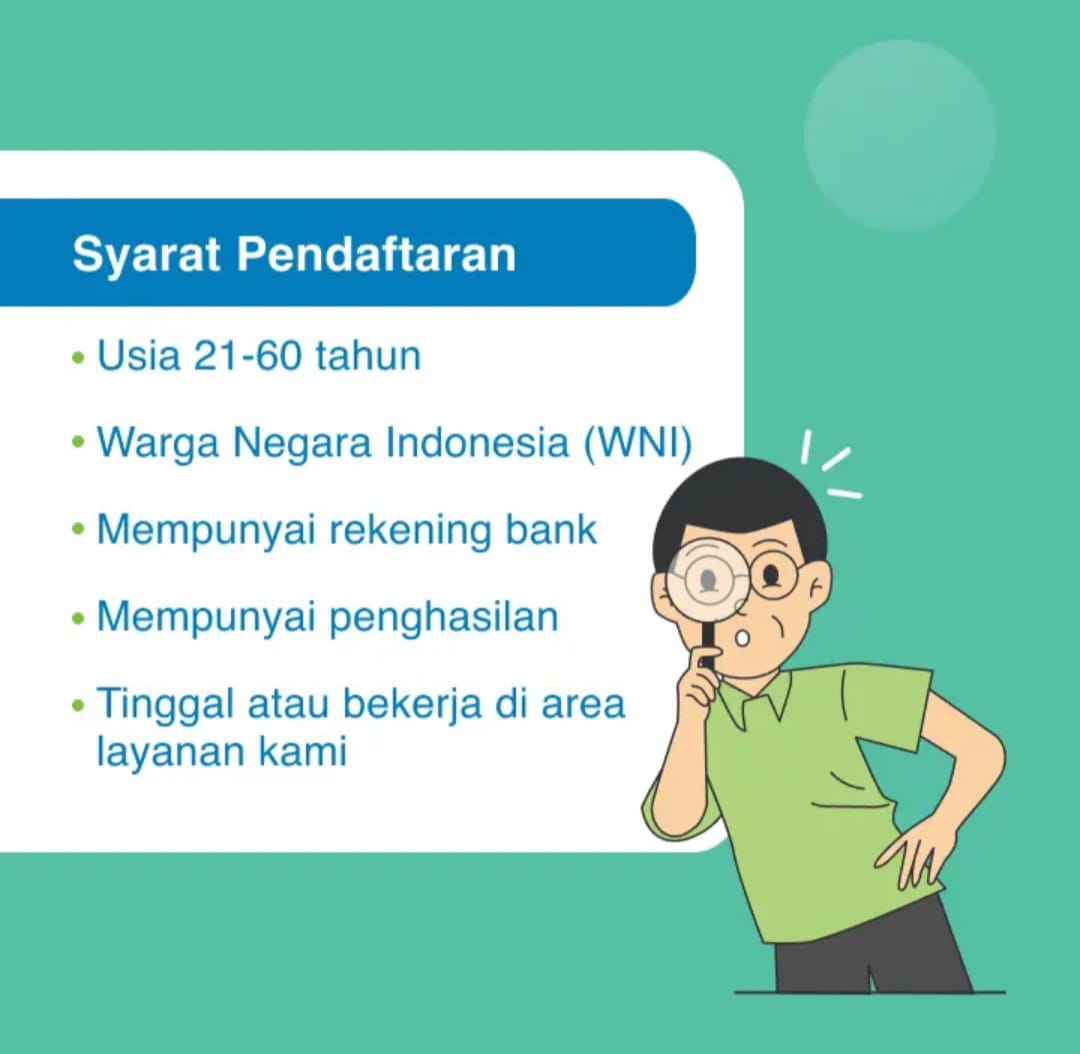 Syarat Pendaftaran
• Usia 21-60 tahun
• Warga Negara Indonesia (WNI)
• Mempunyai rekening bank
• Mempunyai penghasilan
• Tinggal atau bekerja di area
layanan kami